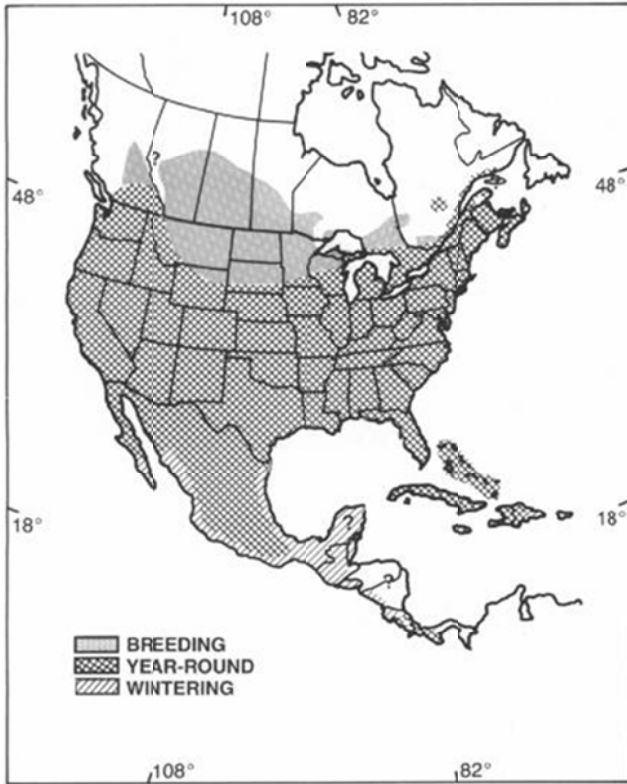 108° 82°
?
48° 48°
?
18° 18°
?
BREEDING
YEAR-ROUND
WINTERING
108° 82°